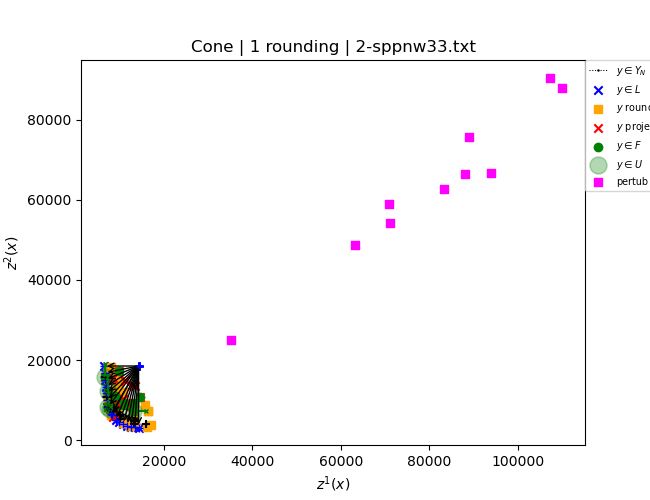 Cone | 1 rounding | 2-sppnw33.txt
z²(x)
80000
60000
40000
20000
0
20000
40000
60000
80000
100000
z¹(x)
y ∈ Y_N
y ∈ L
y
y
y ∈ F
y ∈ U
pertub